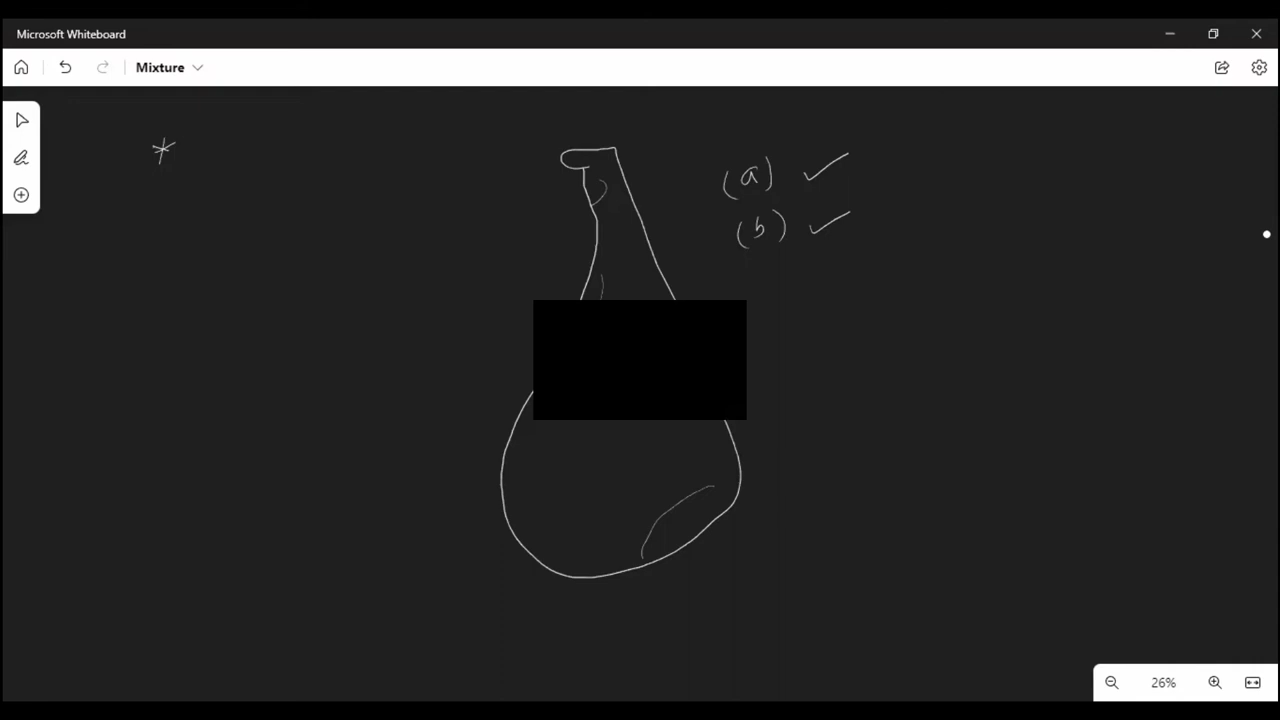 Microsoft Whiteboard
Mixture
*
(a) ✓
(b) ✓
26%